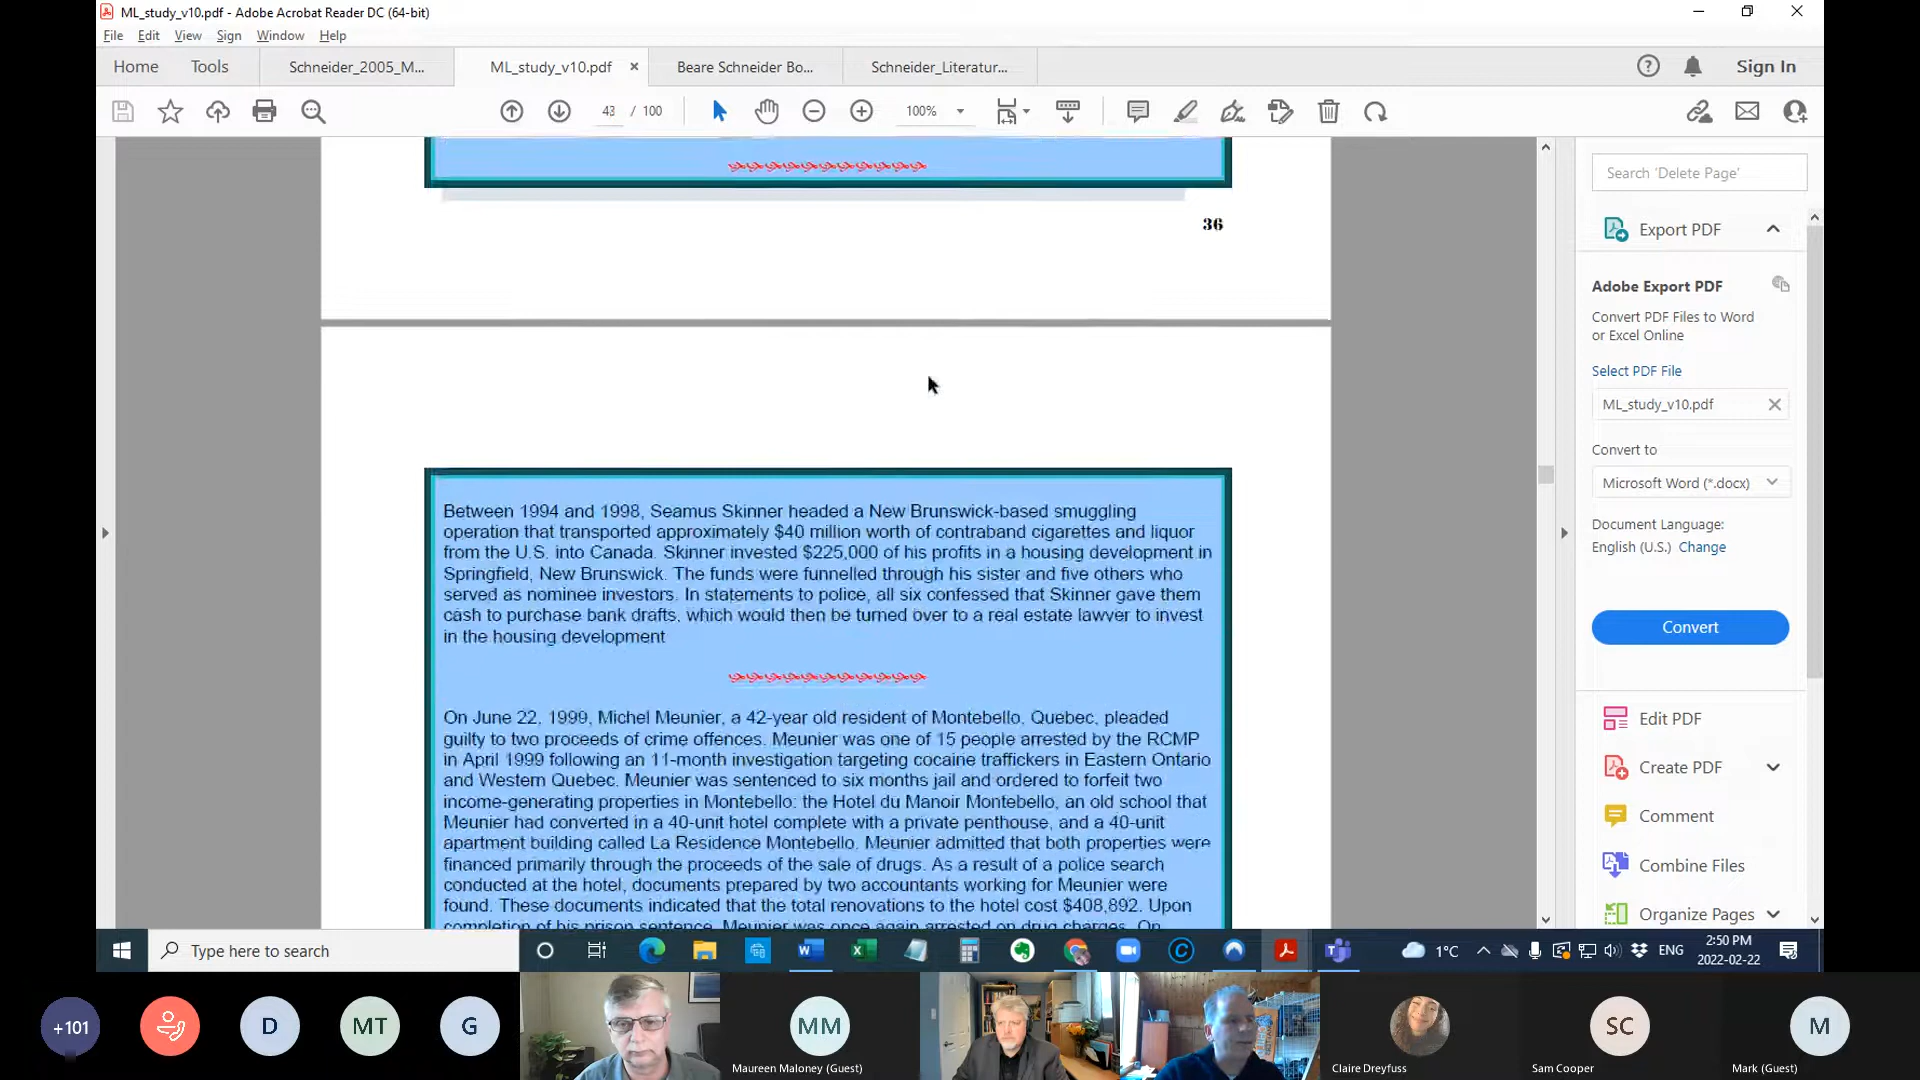 ML_study_v10.pdf - Adobe Acrobat Reader DC (64-bit)
File Edit View Sign Window Help
Home Tools Schneider_2005_M... ML_study_v10.pdf Beare Schneider Bo... Schneider_Literatur... Sign In
43 / 100 100%
36
Search 'Delete Page'
Export PDF
Adobe Export PDF
Convert PDF Files to Word
or Excel Online
Select PDF File
ML_study_v10.pdf
Convert to
Microsoft Word (*.docx)
Document Language:
English (U.S.) Change
Convert
Edit PDF
Create PDF
Comment
Combine Files
Organize Pages
Between 1994 and 1998, Seamus Skinner headed a New Brunswick-based smuggling
operation that transported approximately $40 million worth of contraband cigarettes and liquor
from the U.S. into Canada. Skinner invested $225,000 of his profits in a housing development in
Springfield, New Brunswick. The funds were funnelled through his sister and five others who
served as nominee investors. In statements to police, all six confessed that Skinner gave them
cash to purchase bank drafts, which would then be turned over to a real estate lawyer to invest
in the housing development
On June 22, 1999, Michel Meunier, a 42-year old resident of Montebello, Quebec, pleaded
guilty to two proceeds of crime offences. Meunier was one of 15 people arrested by the RCMP
in April 1999 following an 11-month investigation targeting cocaine traffickers in Eastern Ontario
and Western Quebec. Meunier was sentenced to six months jail and ordered to forfeit two
income-generating properties in Montebello: the Hotel du Manoir Montebello, an old school that
Meunier had converted in a 40-unit hotel complete with a private penthouse, and a 40-unit
apartment building called La Residence Montebello. Meunier admitted that both properties were
financed primarily through the proceeds of the sale of drugs. As a result of a police search
conducted at the hotel, documents prepared by two accountants working for Meunier were
found. These documents indicated that the total renovations to the hotel cost $408,892. Upon
completion of his prison sentence, Meunier was once again arrested on drug charges. On
Type here to search
1°C ENG 2:50 PM
2022-02-22
+101 D MT G MM SC M
Maureen Maloney (Guest) Claire Dreyfuss Sam Cooper Mark (Guest)